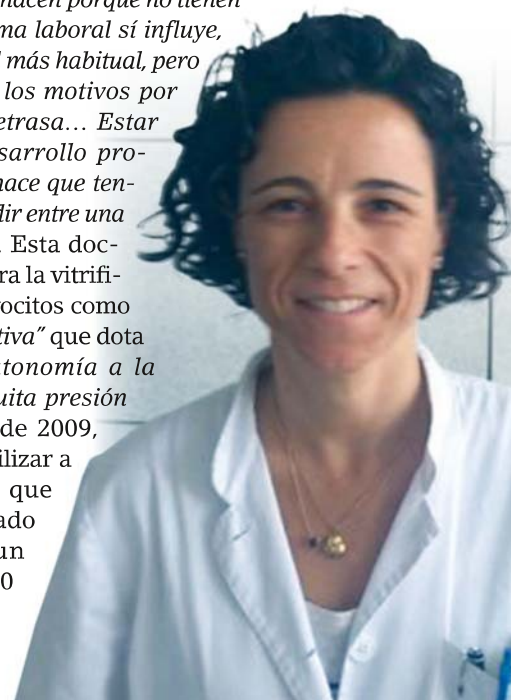 hacen porque no tienen
ma laboral sí influye,
más habitual, pero
los motivos por
etrasa… Estar
sarrollo pro-
hace que ten-
dir entre una
. Esta doc-
ra la vitrifi-
vocitos como
tiva” que dota
tonomía a la
uita presión
de 2009,
ilizar a
que
ado
un
0